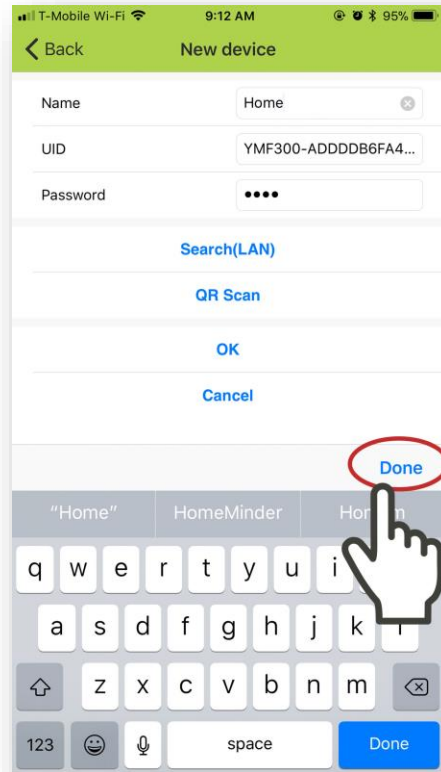 T-Mobile Wi-Fi 9:12 AM 95%
Back New device
Name Home
UID YMF300-ADDDDB6FA4...
Password ••••
Search(LAN)
QR Scan
OK
Cancel
Done
"Home" HomeMinder
q w e r t y u i
a s d f g h j k
z x c v b n m
123 space Done